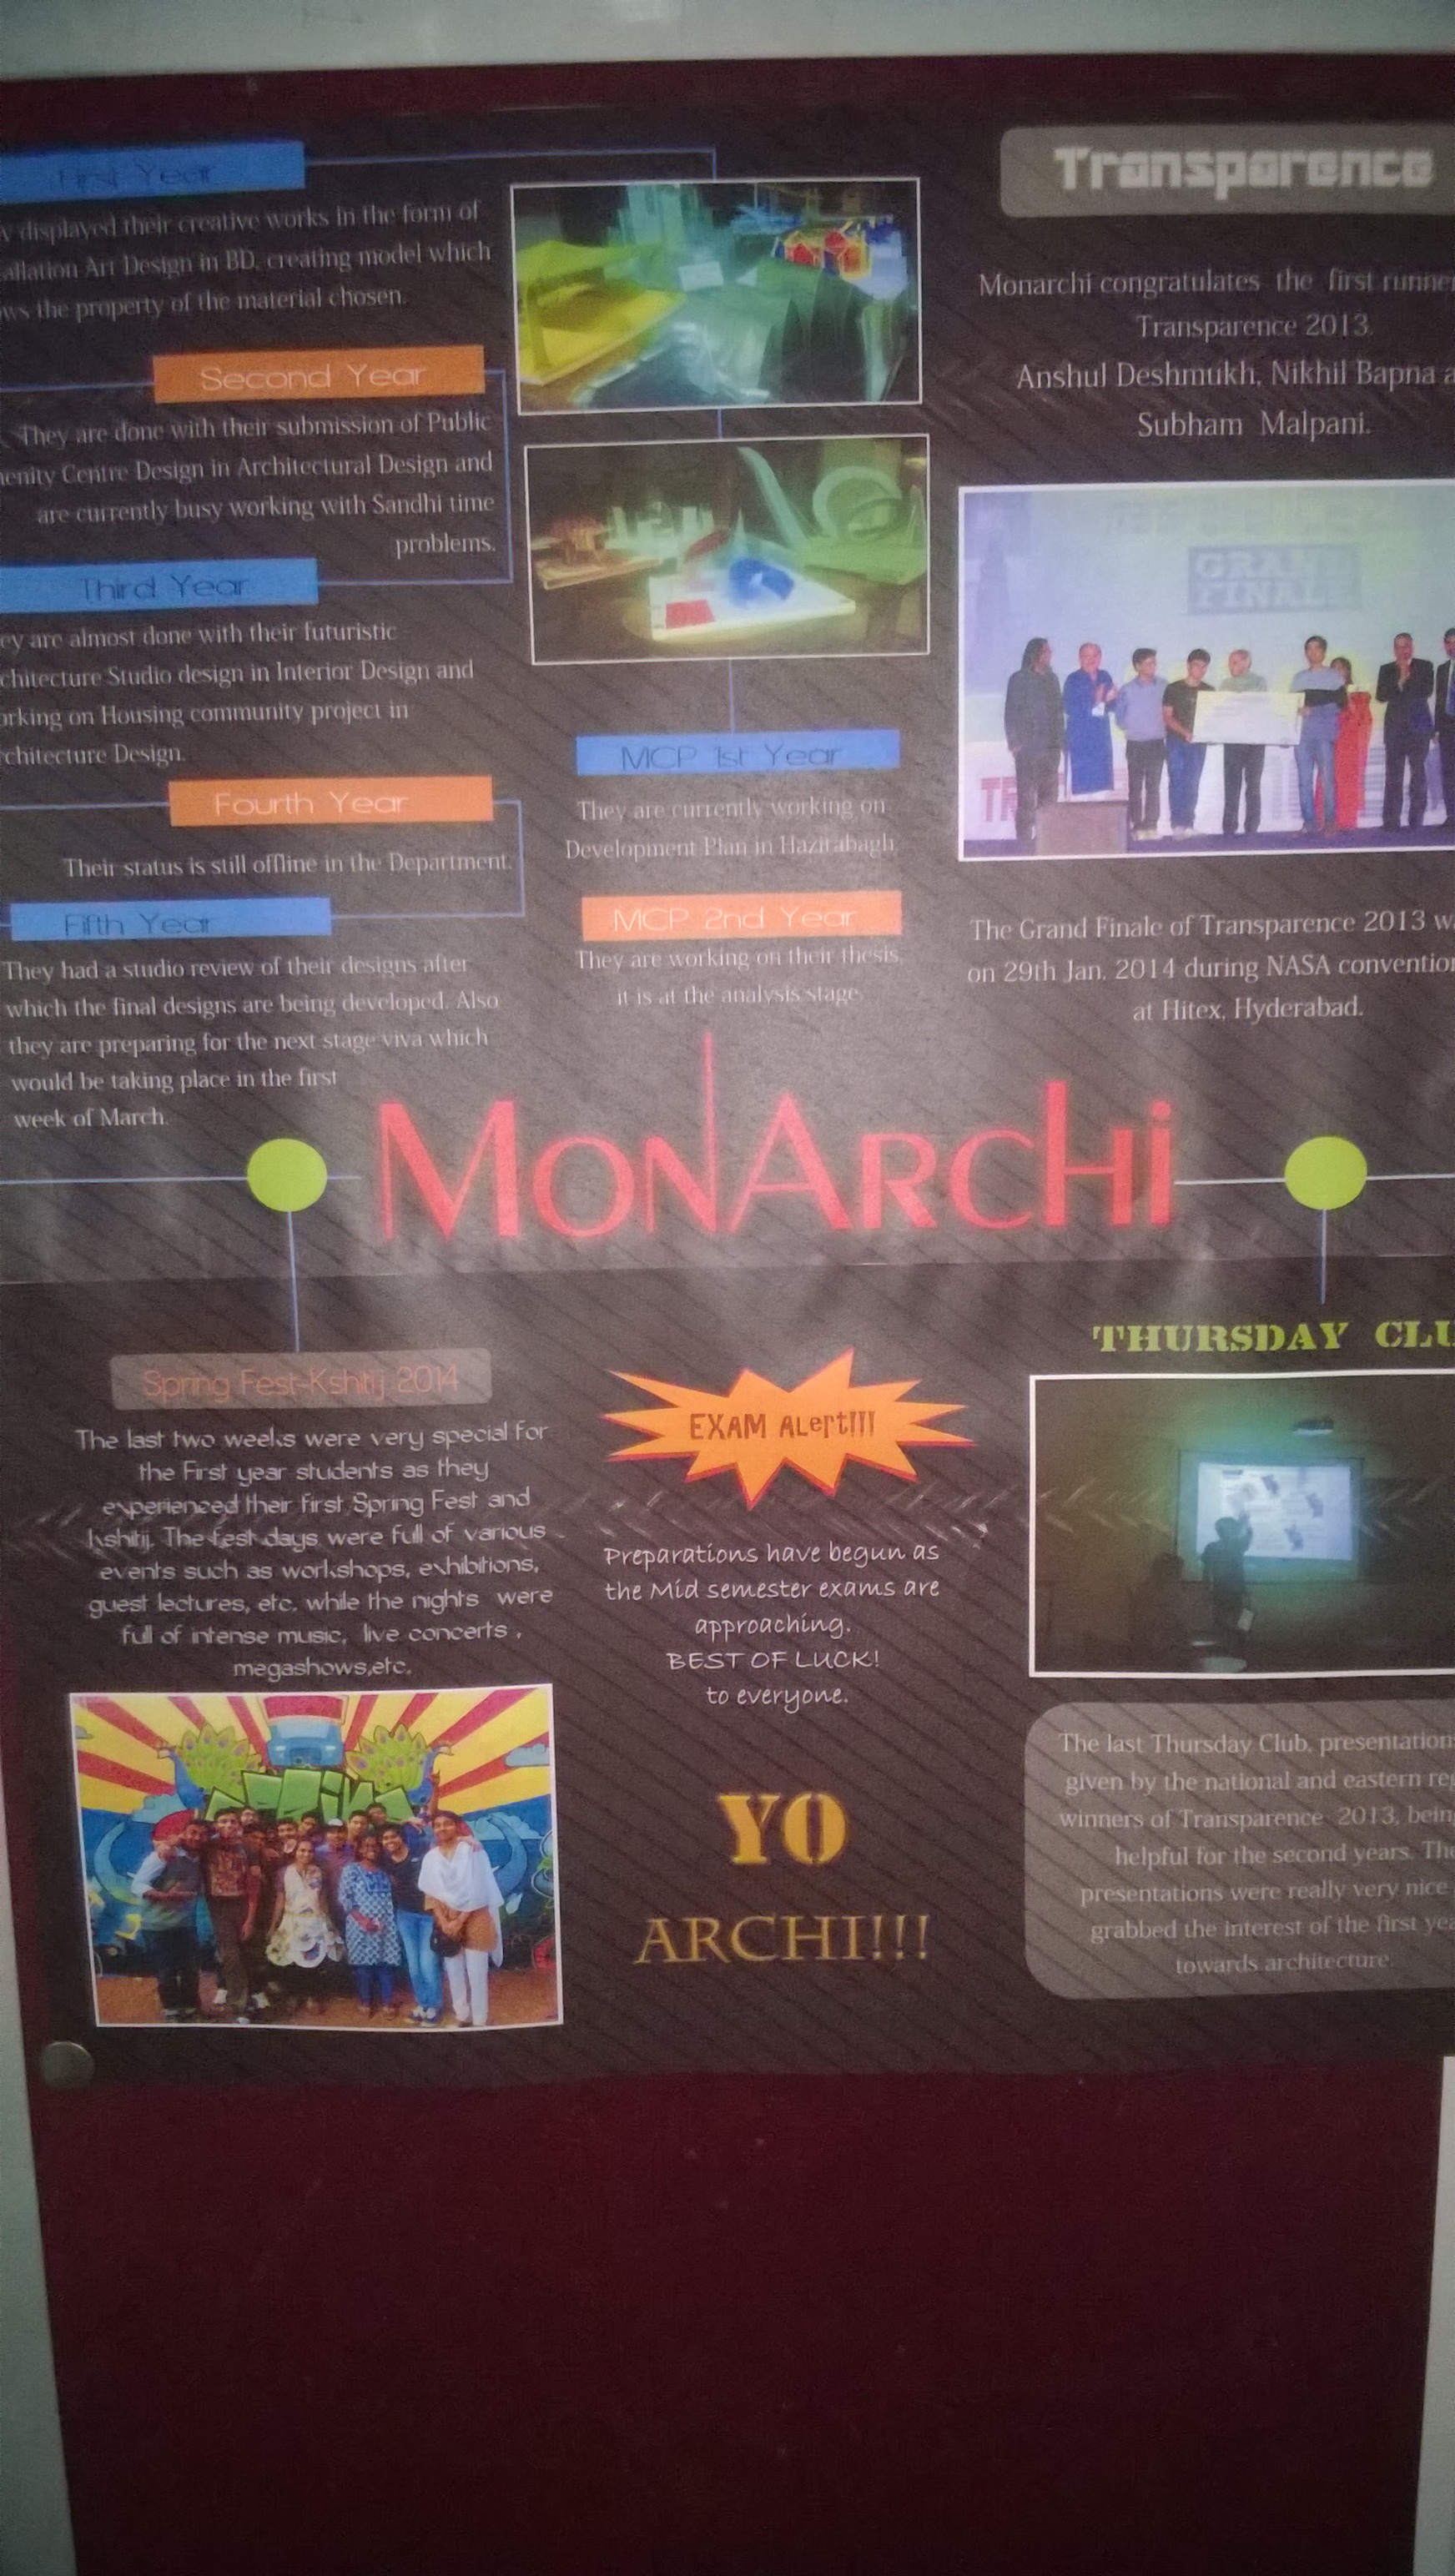 First Year
displayed their creative works in the form of
Art Design in BD, creating model which
the property of the material chosen.
Second Year
They are done with their submission of Public
Centre Design in Architectural Design and
are currently busy working with Sandhi time
problems.
Third Year
ey are almost done with their futuristic
chitecture Studio design in Interior Design and
orking on Housing community project in
rchitecture Design.
Fourth Year
Their status is still offline in the Department.
Fifth Year
They had a studio review of their designs after
which the final designs are being developed. Also
they are preparing for the next stage viva which
would be taking place in the first
week of March.
MCP 1st Year
They are currently working on
Development Plan in Hazirabagh.
MCP 2nd Year
They are working on their thesis,
it is at the analysis stage.
Transparence
Monarchi congratulates the first runner
Transparence 2013.
Anshul Deshmukh, Nikhil Bapna a
Subham Malpani.
GRAND
FINALE
The Grand Finale of Transparence 2013 w
on 29th Jan, 2014 during NASA convention
at Hitex, Hyderabad.
MonArchi
Spring Fest-Kshitij 2014
The last two weeks were very special for
the First year students as they
experienced their first Spring Fest and
kshitij. The fest days were full of various
events such as workshops, exhibitions,
guest lectures, etc. while the nights were
full of intense music, live concerts ,
megashows,etc.
EXAM ALert!!!
Preparations have begun as
the Mid semester exams are
approaching.
BEST OF LUCK!
to everyone.
YO
ARCHI!!!
THURSDAY CLU
The last Thursday Club, presentation
given by the national and eastern re
winners of Transparence 2013, bein
helpful for the second years. The
presentations were really very nice
grabbed the interest of the first ye
towards architecture.